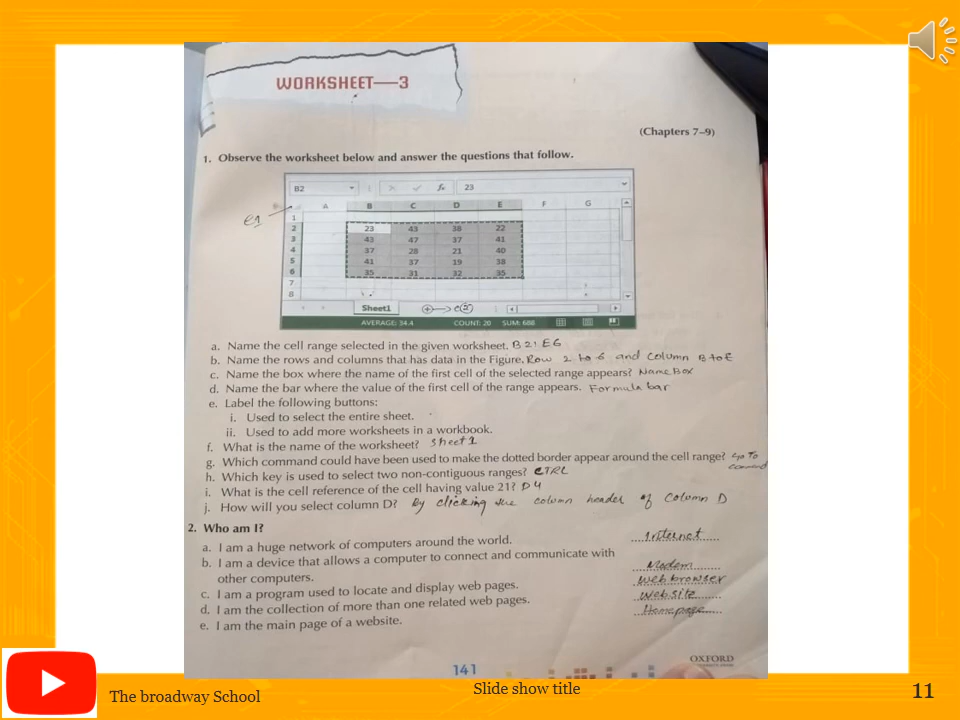 WORKSHEET—3
(Chapters 7–9)
1. Observe the worksheet below and answer the questions that follow.
B2 fx 23
A B C D E F G
e1
1
2 23 43 38 22
3 43 47 37 41
4 37 28 21 40
5 41 37 19 38
6 35 31 32 35
7
8
Sheet1
AVERAGE: 34.4 COUNT: 20 SUM: 688
a. Name the cell range selected in the given worksheet. B2: E6
b. Name the rows and columns that has data in the Figure. Row 2 to 6 and Column B to E
c. Name the box where the name of the first cell of the selected range appears? Name Box
d. Name the bar where the value of the first cell of the range appears. Formula bar
e. Label the following buttons:
i. Used to select the entire sheet.
ii. Used to add more worksheets in a workbook.
f. What is the name of the worksheet? Sheet1
g. Which command could have been used to make the dotted border appear around the cell range? Go To
command
h. Which key is used to select two non-contiguous ranges? CTRL
i. What is the cell reference of the cell having value 21? D4
j. How will you select column D? By clicking the column header of Column D
2. Who am I?
a. I am a huge network of computers around the world. Internet
b. I am a device that allows a computer to connect and communicate with
other computers. Modem
c. I am a program used to locate and display web pages. Web browser
d. I am the collection of more than one related web pages. Website
e. I am the main page of a website. Homepage
141
OXFORD
The broadway School
Slide show title
11